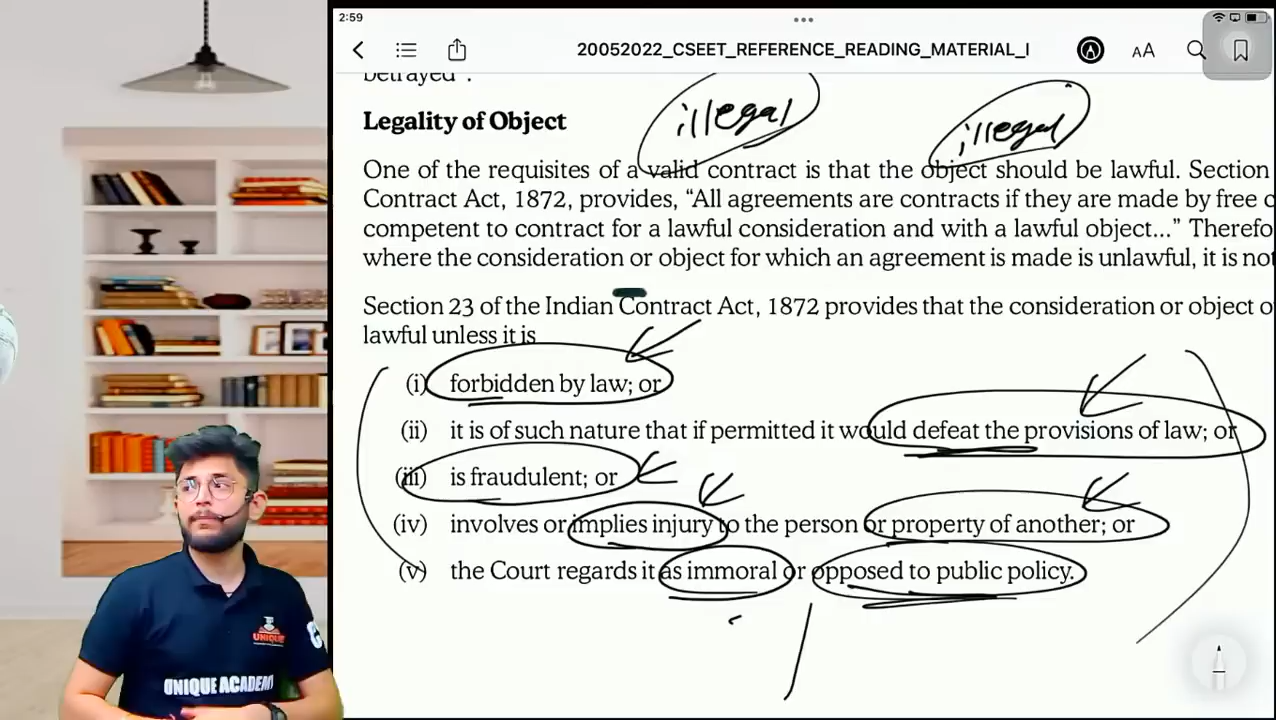 2:59
20052022_CSEET_REFERENCE_READING_MATERIAL_I
AA
betrayed".
illegal
illegal
Legality of Object
One of the requisites of a valid contract is that the object should be lawful. Section
Contract Act, 1872, provides, “All agreements are contracts if they are made by free c
competent to contract for a lawful consideration and with a lawful object...” Therefo
where the consideration or object for which an agreement is made is unlawful, it is not
Section 23 of the Indian Contract Act, 1872 provides that the consideration or object o
lawful unless it is
(i) forbidden by law; or
(ii) it is of such nature that if permitted it would defeat the provisions of law; or
(iii) is fraudulent; or
(iv) involves or implies injury to the person or property of another; or
(v) the Court regards it as immoral or opposed to public policy.
UNIQUE
UNIQUE ACADEMY